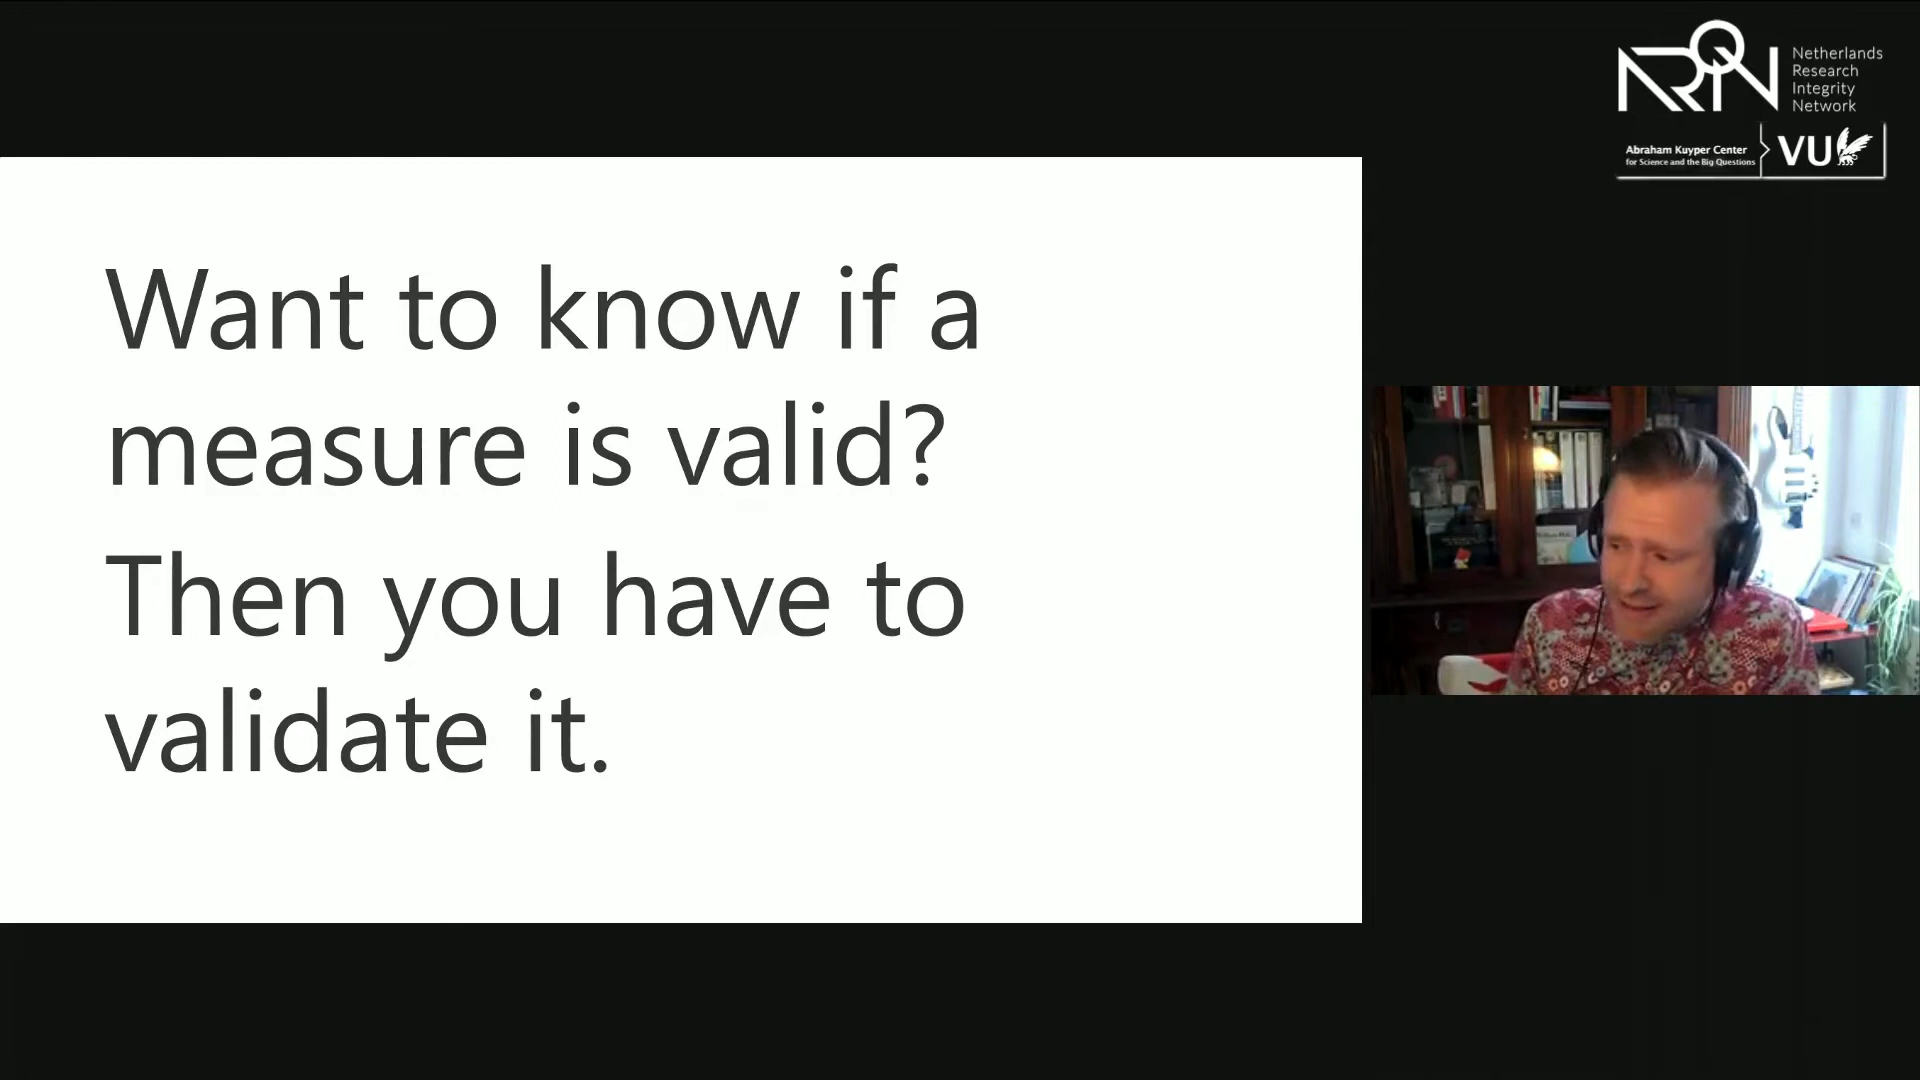 NRIN
Netherlands
Research
Integrity
Network
Abraham Kuyper Center
for Science and the Big Questions
VU
Want to know if a
measure is valid?
Then you have to
validate it.